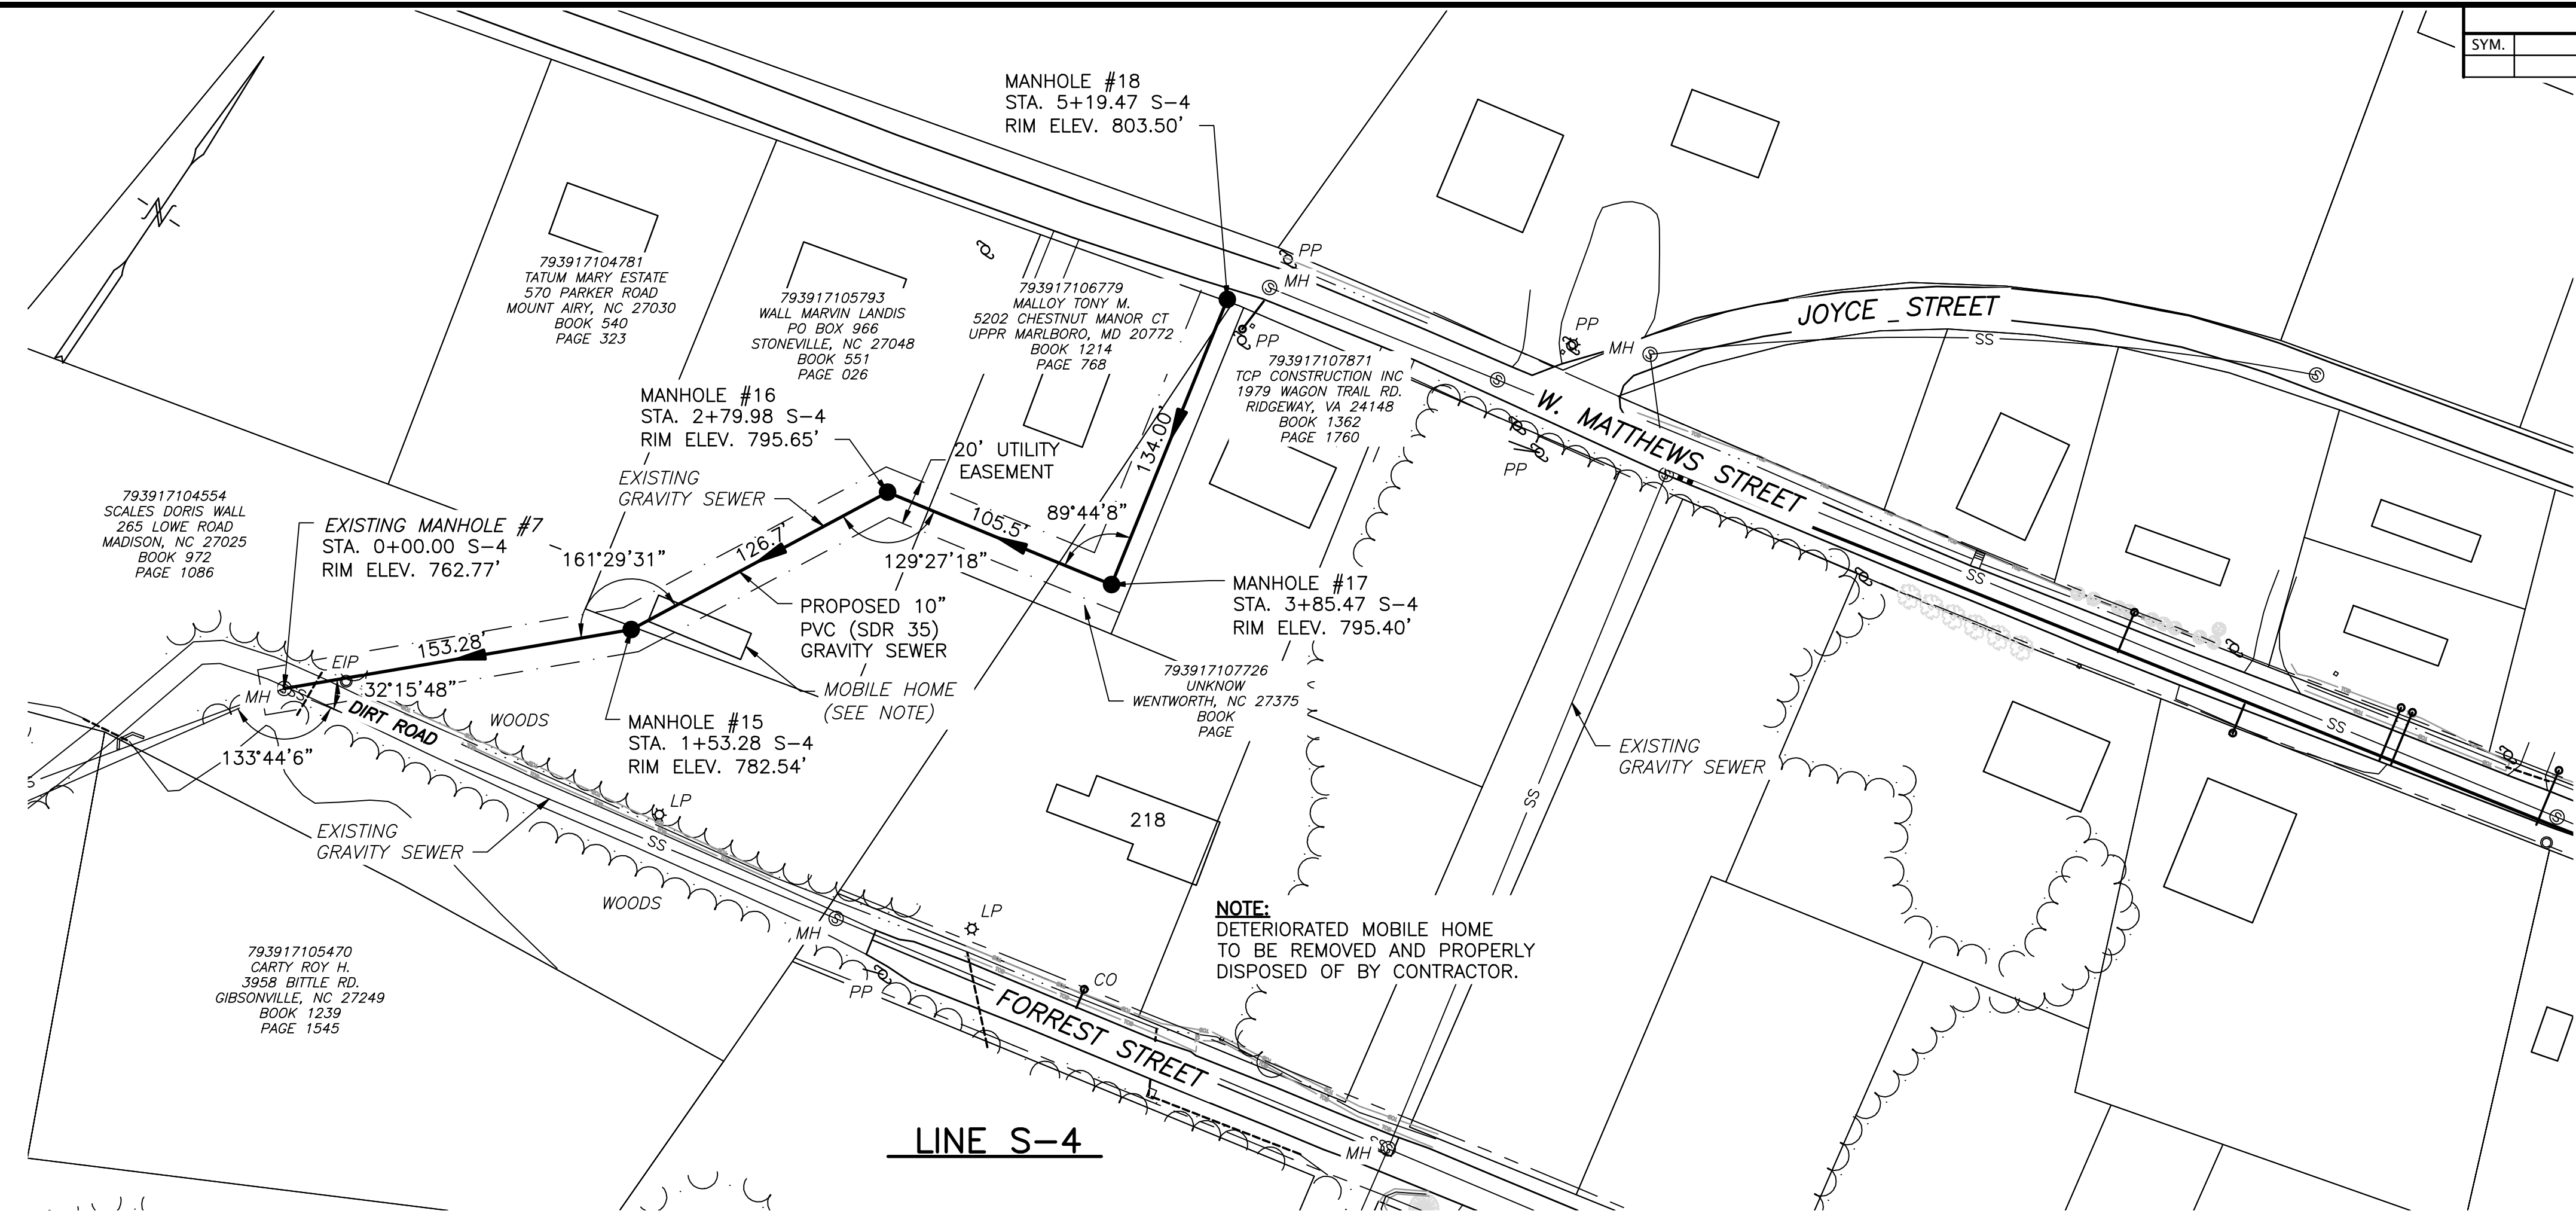 SYM.
MANHOLE #18
STA. 5+19.47 S-4
RIM ELEV. 803.50'
N
793917104781
TATUM MARY ESTATE
570 PARKER ROAD
MOUNT AIRY, NC 27030
BOOK 540
PAGE 323
793917105793
WALL MARVIN LANDIS
PO BOX 966
STONEVILLE, NC 27048
BOOK 551
PAGE 026
793917106779
MALLOY TONY M.
5202 CHESTNUT MANOR CT
UPPR MARLBORO, MD 20772
BOOK 1214
PAGE 768
PP
MH
PP
793917107871
TCP CONSTRUCTION INC
1979 WAGON TRAIL RD.
RIDGEWAY, VA 24148
BOOK 1362
PAGE 1760
PP
MH
JOYCE STREET
SS
W. MATTHEWS STREET
PP
MANHOLE #16
STA. 2+79.98 S-4
RIM ELEV. 795.65'
EXISTING
GRAVITY SEWER
20' UTILITY
EASEMENT
134.00'
105.5'
89°44'8"
126.7'
129°27'18"
161°29'31"
793917104554
SCALES DORIS WALL
265 LOWE ROAD
MADISON, NC 27025
BOOK 972
PAGE 1086
EXISTING MANHOLE #7
STA. 0+00.00 S-4
RIM ELEV. 762.77'
MANHOLE #17
STA. 3+85.47 S-4
RIM ELEV. 795.40'
PROPOSED 10"
PVC (SDR 35)
GRAVITY SEWER
153.28'
EIP
MH
SS
32°15'48"
DIRT ROAD
WOODS
MOBILE HOME
(SEE NOTE)
793917107726
UNKNOW
WENTWORTH, NC 27375
BOOK
PAGE
MANHOLE #15
STA. 1+53.28 S-4
RIM ELEV. 782.54'
133°44'6"
EXISTING
GRAVITY SEWER
SS
SS
SS
LP
EXISTING
GRAVITY SEWER
SS
218
WOODS
LP
MH
PP
CO
NOTE:
DETERIORATED MOBILE HOME
TO BE REMOVED AND PROPERLY
DISPOSED OF BY CONTRACTOR.
793917105470
CARTY ROY H.
3958 BITTLE RD.
GIBSONVILLE, NC 27249
BOOK 1239
PAGE 1545
FORREST STREET
MH
LINE S-4